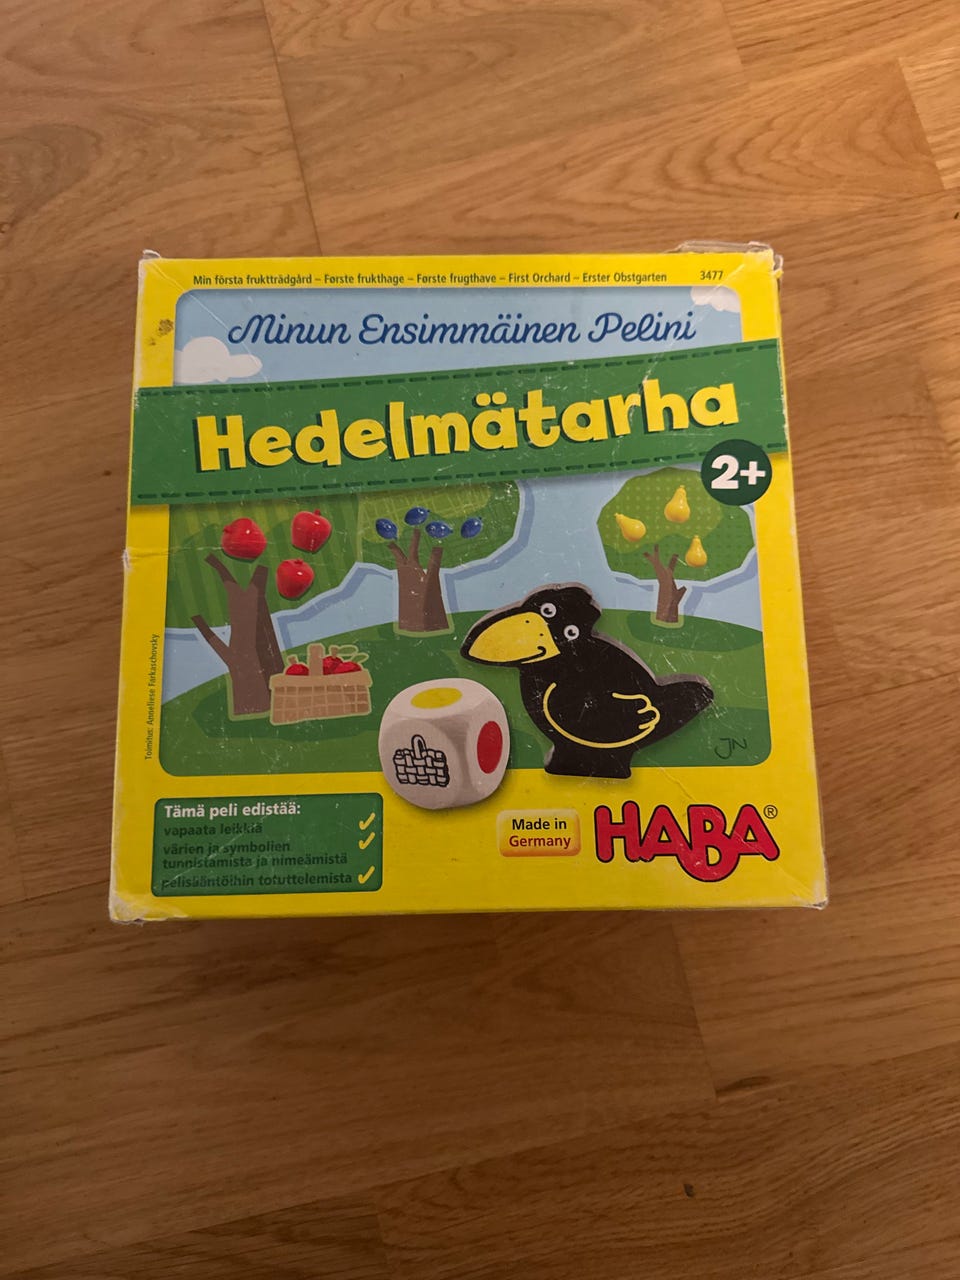 Min första fruktträdgård – Første frukthage – Første frugthave – First Orchard – Erster Obstgarten
3477
Minun Ensimmäinen Pelini
Hedelmätarha
2+
Toimitus: Anneliese Farkaschovsky
JN
Tämä peli edistää:
vapaata leikkiä
värien ja symbolien
tunnistamista ja nimeämistä
pelisääntöihin totuttelemista
Made in
Germany
HABA®